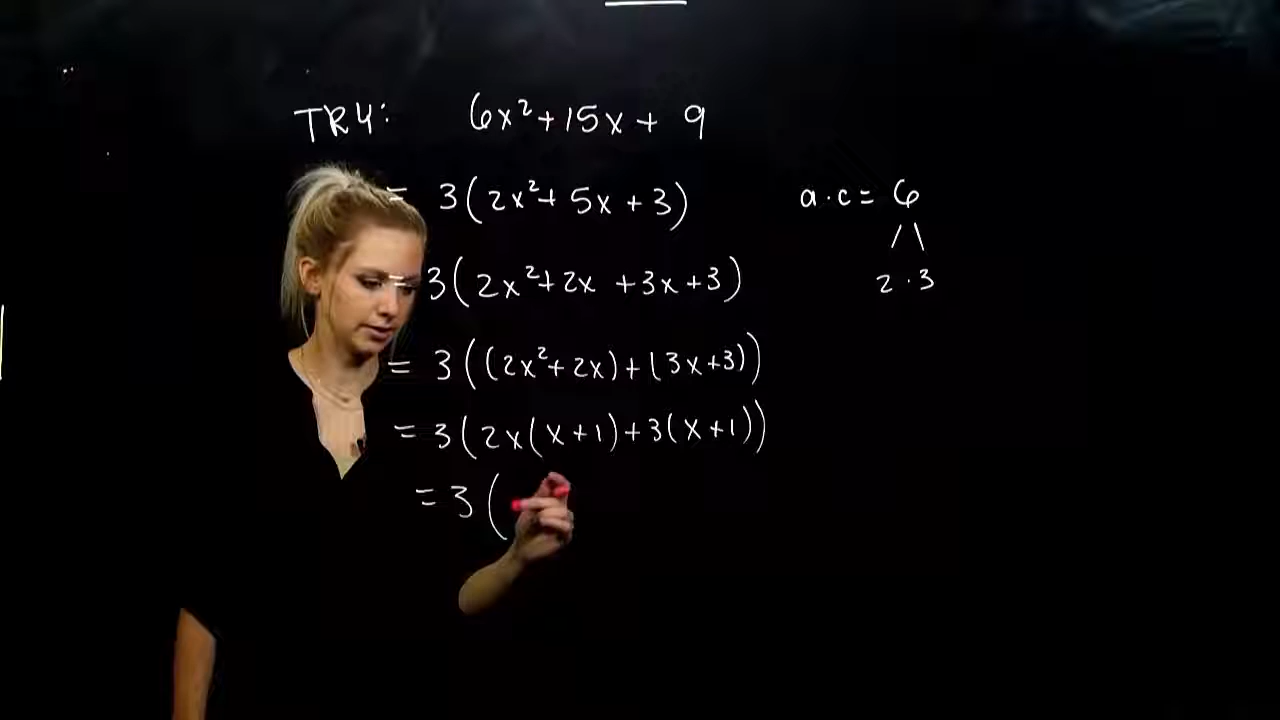 TRY: 6x²+15x+ 9
= 3(2x²+ 5x + 3) a·c = 6
= 3(2x²+2x +3x+3) 2 · 3
= 3((2x²+2x)+(3x+3))
= 3(2x(x+1)+3(x+1))
= 3(